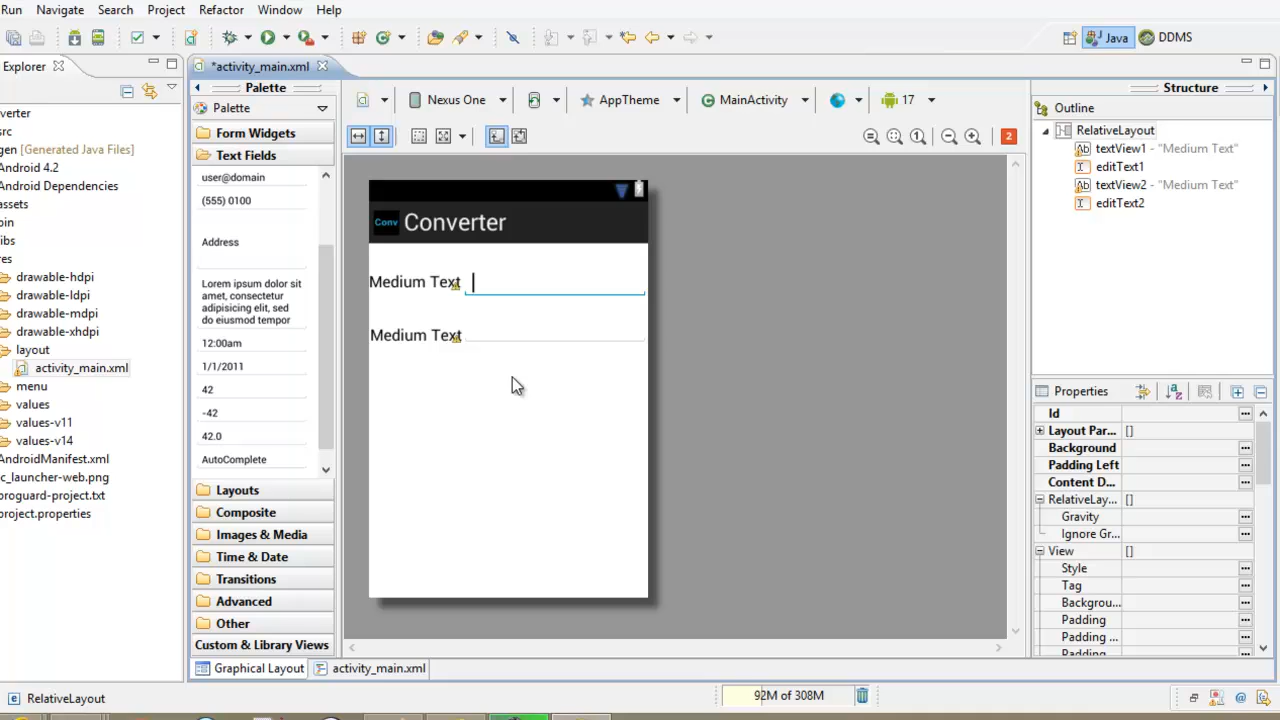 Run Navigate Search Project Refactor Window Help
Java DDMS
Explorer
*activity_main.xml
Palette
Palette
Form Widgets
Text Fields
user@domain
(555) 0100
Address
Lorem ipsum dolor sit
amet, consectetur
adipisicing elit, sed
do eiusmod tempor
12:00am
1/1/2011
42
-42
42.0
AutoComplete
Layouts
Composite
Images & Media
Time & Date
Transitions
Advanced
Other
Custom & Library Views
Graphical Layout activity_main.xml
verter
src
gen [Generated Java Files]
Android 4.2
Android Dependencies
assets
bin
libs
res
drawable-hdpi
drawable-ldpi
drawable-mdpi
drawable-xhdpi
layout
activity_main.xml
menu
values
values-v11
values-v14
AndroidManifest.xml
c_launcher-web.png
proguard-project.txt
project.properties
Nexus One AppTheme MainActivity 17
2
Conv Converter
Medium Text
Medium Text
Structure
Outline
RelativeLayout
textView1 - "Medium Text"
editText1
textView2 - "Medium Text"
editText2
Properties
Id
Layout Par... []
Background
Padding Left
Content D...
RelativeLay... []
Gravity
Ignore Gr...
View []
Style
Tag
Backgrou...
Padding
Padding ...
Padding
RelativeLayout
92M of 308M